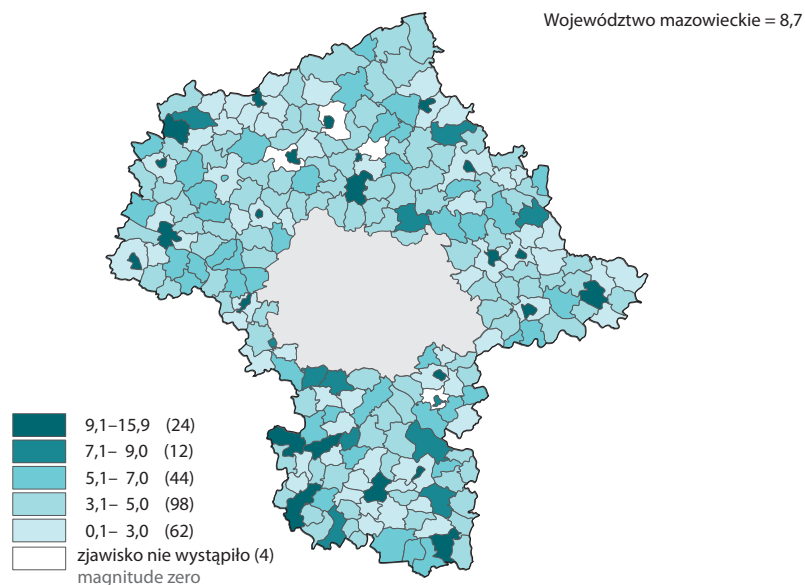 Województwo mazowieckie = 8,7
9,1–15,9 (24)
7,1– 9,0 (12)
5,1– 7,0 (44)
3,1– 5,0 (98)
0,1– 3,0 (62)
zjawisko nie wystąpiło (4)
magnitude zero